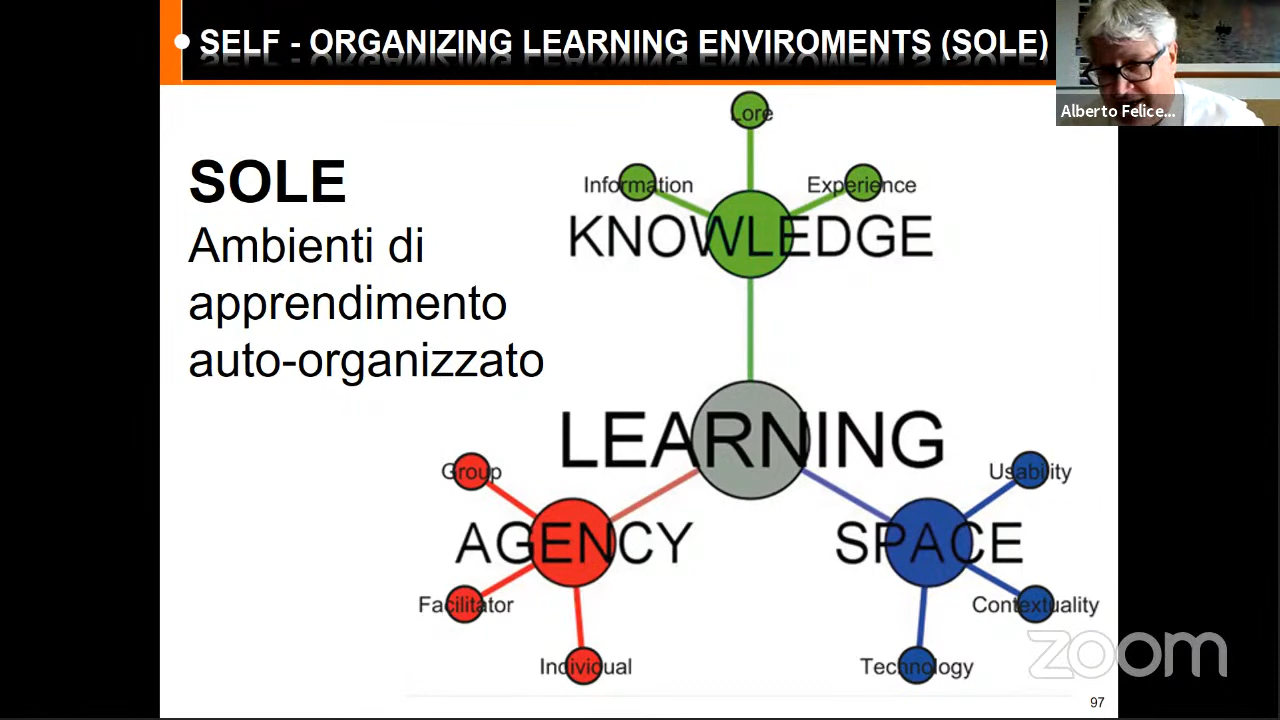 SELF - ORGANIZING LEARNING ENVIROMENTS (SOLE)
Alberto Felice...
SOLE
Ambienti di
apprendimento
auto-organizzato
Lore
Information
Experience
KNOWLEDGE
LEARNING
Group
Usability
AGENCY
SPACE
Facilitator
Contextuality
Individual
Technology
zoom
97